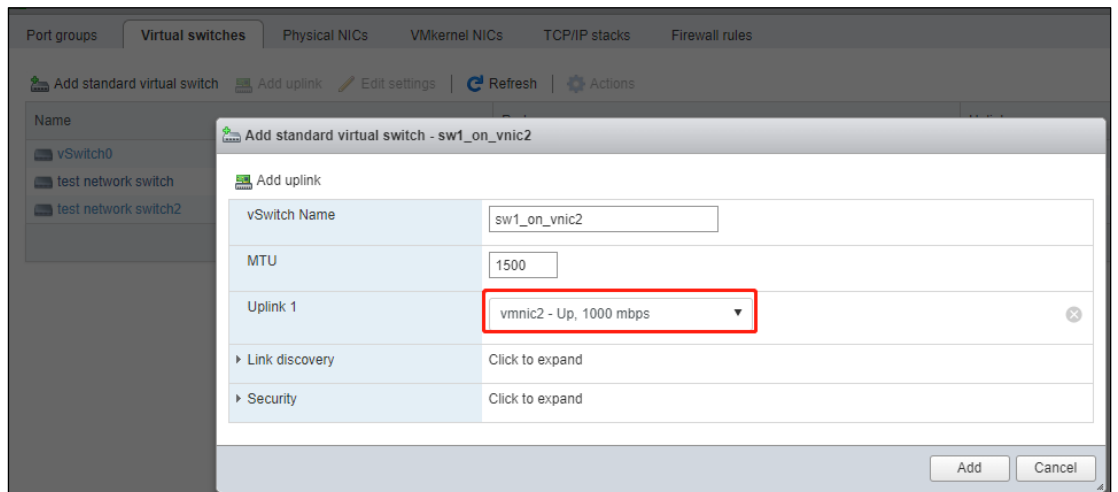 Port groups Virtual switches Physical NICs VMkernel NICs TCP/IP stacks Firewall rules
Add standard virtual switch Add uplink Edit settings Refresh Actions
Name
Add standard virtual switch - sw1_on_vnic2
vSwitch0
test network switch
test network switch2
Add uplink
vSwitch Name sw1_on_vnic2
MTU 1500
Uplink 1 vmnic2 - Up, 1000 mbps
Link discovery Click to expand
Security Click to expand
Add Cancel